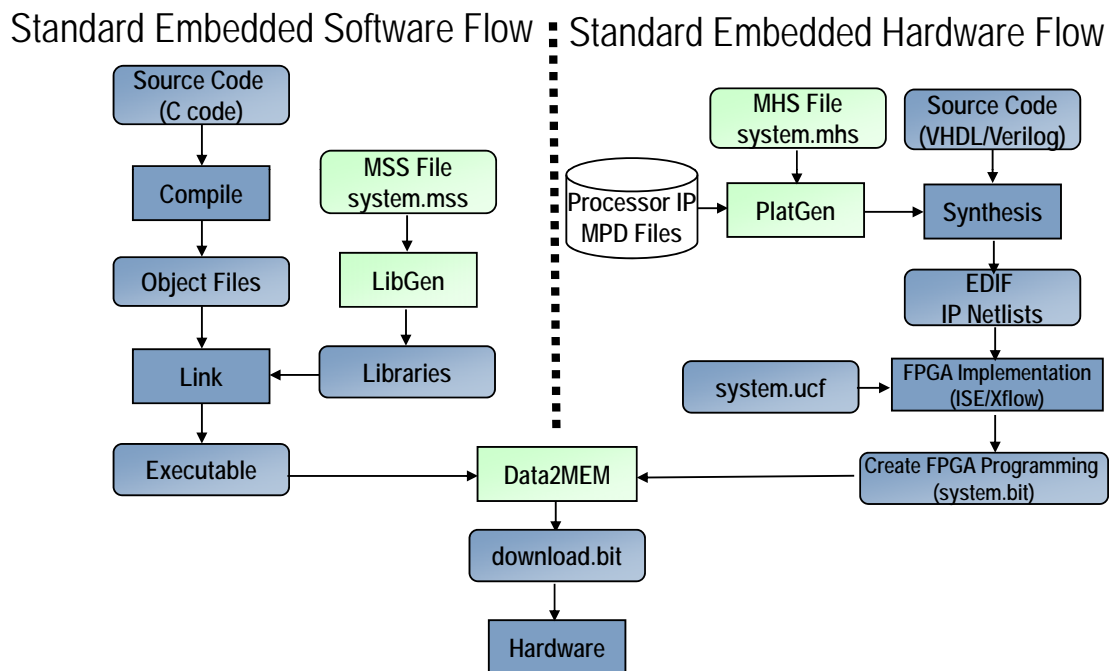 Standard Embedded Software Flow
Standard Embedded Hardware Flow
Source Code
(C code)
Compile
Object Files
Link
Executable
MSS File
system.mss
LibGen
Libraries
MHS File
system.mhs
Processor IP
MPD Files
PlatGen
Source Code
(VHDL/Verilog)
Synthesis
EDIF
IP Netlists
system.ucf
FPGA Implementation
(ISE/Xflow)
Create FPGA Programming
(system.bit)
Data2MEM
download.bit
Hardware